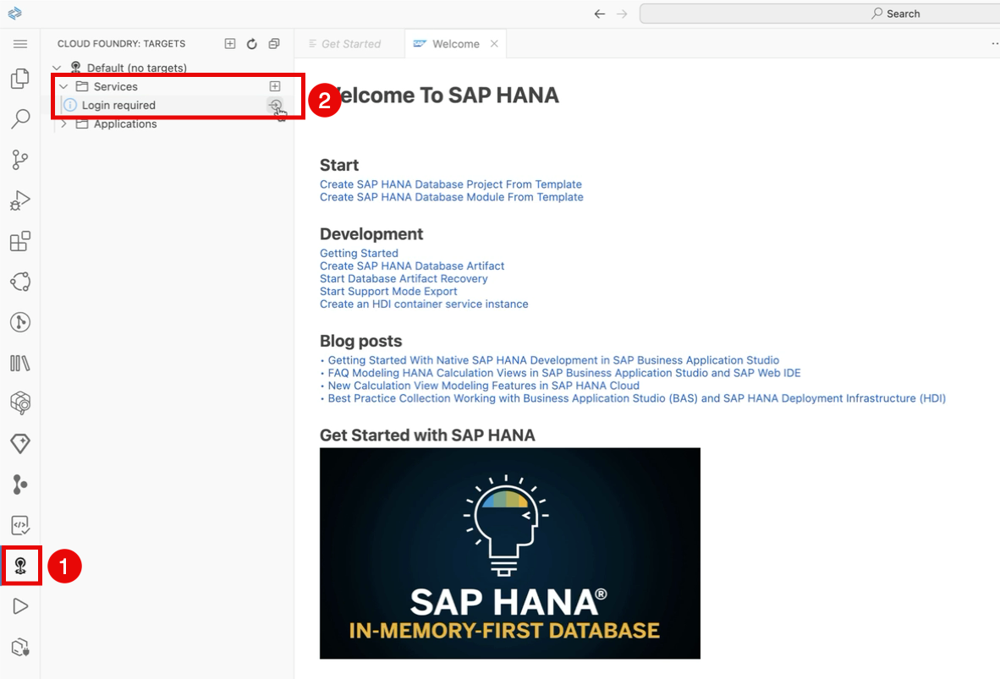 Search
CLOUD FOUNDRY: TARGETS
Get Started
Welcome
Default (no targets)
Services
Login required
Applications
2
elcome To SAP HANA
Start
Create SAP HANA Database Project From Template
Create SAP HANA Database Module From Template
Development
Getting Started
Create SAP HANA Database Artifact
Start Database Artifact Recovery
Start Support Mode Export
Create an HDI container service instance
Blog posts
• Getting Started With Native SAP HANA Development in SAP Business Application Studio
• FAQ Modeling HANA Calculation Views in SAP Business Application Studio and SAP Web IDE
• New Calculation View Modeling Features in SAP HANA Cloud
• Best Practice Collection Working with Business Application Studio (BAS) and SAP HANA Deployment Infrastructure (HDI)
Get Started with SAP HANA
SAP HANA®
IN-MEMORY-FIRST DATABASE
1